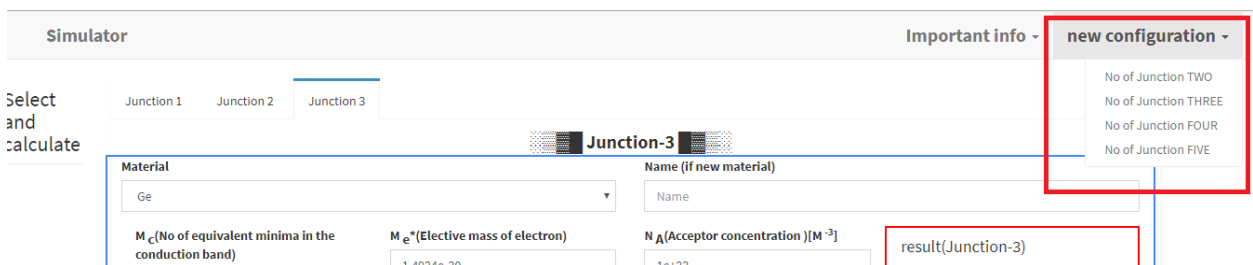 Simulator
Important info
new configuration
No of Junction TWO
No of Junction THREE
No of Junction FOUR
No of Junction FIVE
Select
and
calculate
Junction 1
Junction 2
Junction 3
░▒▓█ Junction-3 █▓▒░
Material
Name (if new material)
Ge
Name
M C(No of equivalent minima in the
conduction band)
M e*(Elective mass of electron)
N A(Acceptor concentration )[M -3]
result(Junction-3)